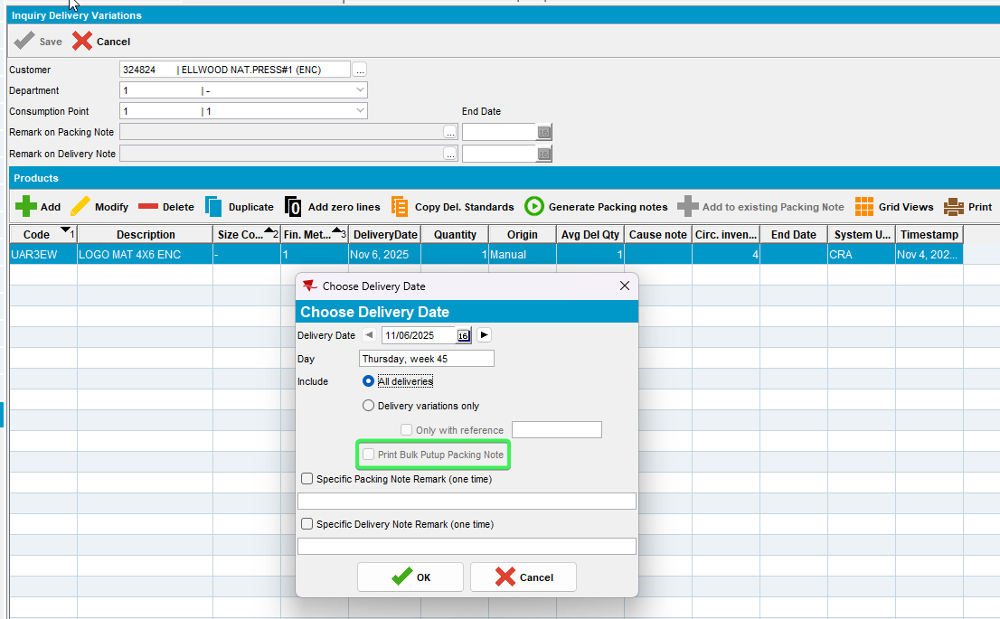 Inquiry Delivery Variations
Save Cancel
Customer 324824 | ELLWOOD NAT.PRESS#1 (ENC) ...
Department 1 | -
Consumption Point 1 | 1 End Date
Remark on Packing Note ... 16
Remark on Delivery Note ... 16
Products
Add Modify Delete Duplicate 0 Add zero lines Copy Del. Standards Generate Packing notes Add to existing Packing Note Grid Views Print
Code 1 Description Size Co... 2 Fin. Met... 3 DeliveryDate Quantity Origin Avg Del Qty Cause note Circ. inven... End Date System U... Timestamp
UAR3EW LOGO MAT 4X6 ENC - 1 Nov 6, 2025 1 Manual 1 4 CRA Nov 4, 202...
Choose Delivery Date
Choose Delivery Date
Delivery Date 11/06/2025 16
Day Thursday, week 45
Include All deliveries
Delivery variations only
Only with reference
Print Bulk Putup Packing Note
Specific Packing Note Remark (one time)
Specific Delivery Note Remark (one time)
OK Cancel